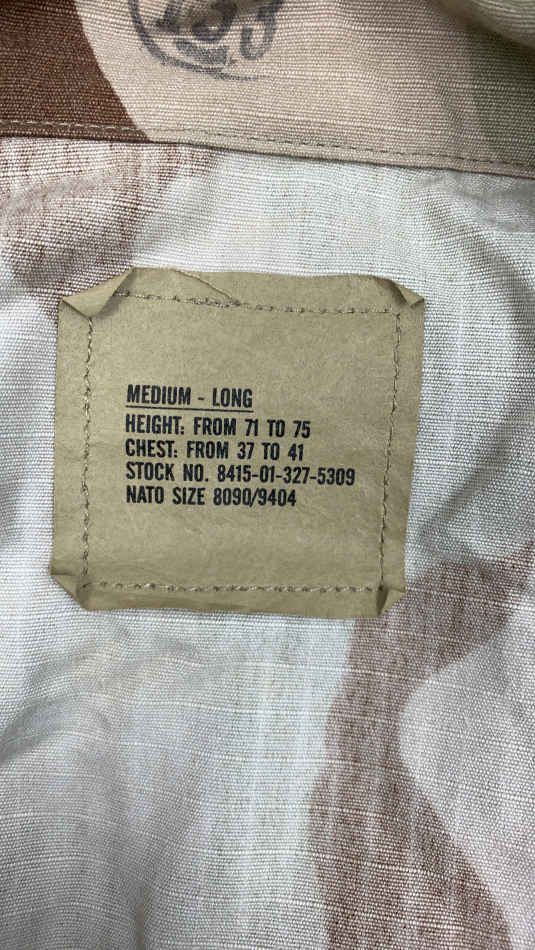 MEDIUM - LONG
HEIGHT: FROM 71 TO 75
CHEST: FROM 37 TO 41
STOCK NO. 8415-01-327-5309
NATO SIZE 8090/9404